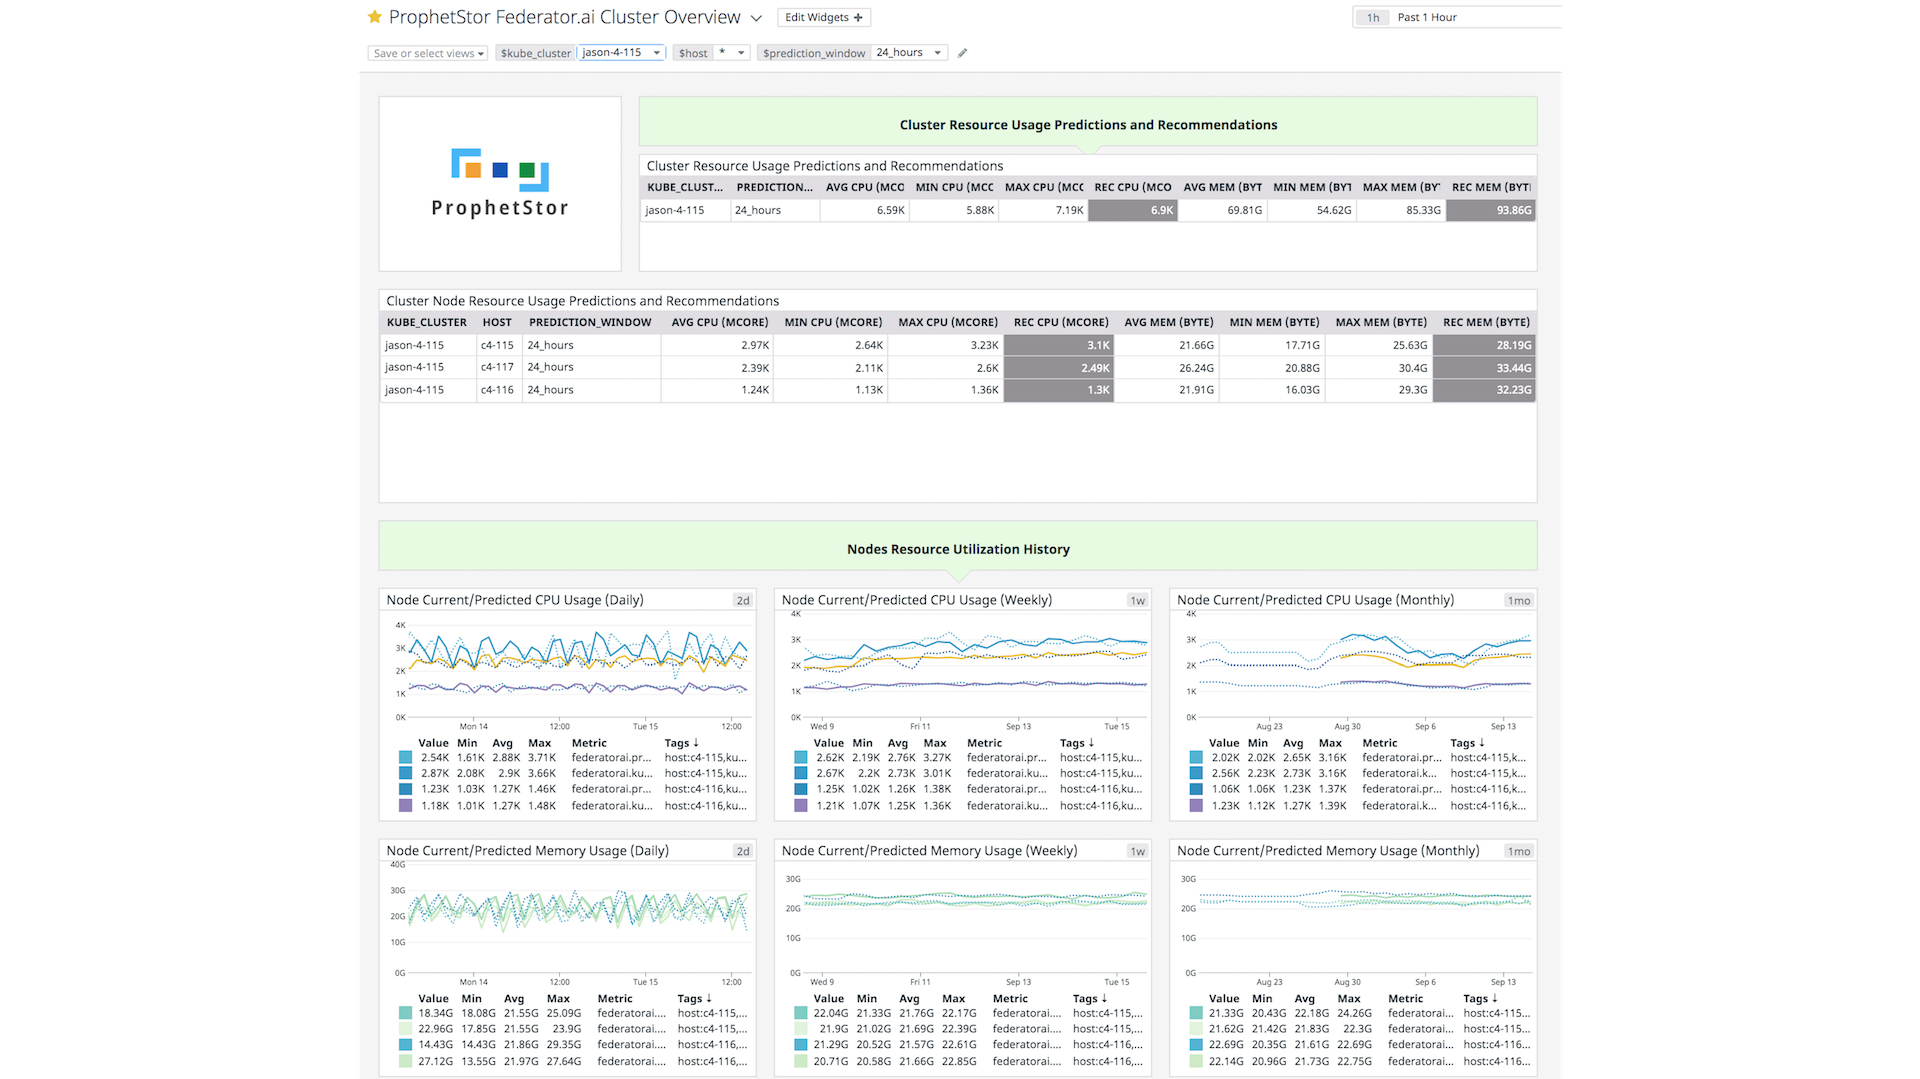 ProphetStor Federator.ai Cluster Overview Edit Widgets + 1h Past 1 Hour
Save or select views $kube_cluster jason-4-115 $host * $prediction_window 24_hours
ProphetStor
Cluster Resource Usage Predictions and Recommendations
Cluster Resource Usage Predictions and Recommendations
KUBE_CLUST... PREDICTION... AVG CPU (MCO MIN CPU (MCC MAX CPU (MCC REC CPU (MCO AVG MEM (BYT MIN MEM (BYT MAX MEM (BY REC MEM (BYT
jason-4-115 24_hours 6.59K 5.88K 7.19K 6.9K 69.81G 54.62G 85.33G 93.86G
Cluster Node Resource Usage Predictions and Recommendations
KUBE_CLUSTER HOST PREDICTION_WINDOW AVG CPU (MCORE) MIN CPU (MCORE) MAX CPU (MCORE) REC CPU (MCORE) AVG MEM (BYTE) MIN MEM (BYTE) MAX MEM (BYTE) REC MEM (BYTE)
jason-4-115 c4-115 24_hours 2.97K 2.64K 3.23K 3.1K 21.66G 17.71G 25.63G 28.19G
jason-4-115 c4-117 24_hours 2.39K 2.11K 2.6K 2.49K 26.24G 20.88G 30.4G 33.44G
jason-4-115 c4-116 24_hours 1.24K 1.13K 1.36K 1.3K 21.91G 16.03G 29.3G 32.23G
Nodes Resource Utilization History
Node Current/Predicted CPU Usage (Daily) 2d
4K
3K
2K
1K
0K
Mon 14 12:00 Tue 15 12:00
Value Min Avg Max Metric Tags ↓
2.54K 1.61K 2.88K 3.71K federatorai.pr... host:c4-115,ku...
2.87K 2.08K 2.9K 3.66K federatorai.ku... host:c4-115,ku...
1.23K 1.03K 1.27K 1.46K federatorai.pr... host:c4-116,ku...
1.18K 1.01K 1.27K 1.48K federatorai.ku... host:c4-116,ku...
Node Current/Predicted CPU Usage (Weekly) 1w
4K
3K
2K
1K
0K
Wed 9 Fri 11 Sep 13 Tue 15
Value Min Avg Max Metric Tags ↓
2.62K 2.19K 2.76K 3.27K federatorai.pr... host:c4-115,ku...
2.67K 2.2K 2.73K 3.01K federatorai.ku... host:c4-115,ku...
1.25K 1.02K 1.26K 1.38K federatorai.pr... host:c4-116,ku...
1.21K 1.07K 1.25K 1.36K federatorai.ku... host:c4-116,ku...
Node Current/Predicted CPU Usage (Monthly) 1mo
4K
3K
2K
1K
0K
Aug 23 Aug 30 Sep 6 Sep 13
Value Min Avg Max Metric Tags ↓
2.02K 2.02K 2.65K 3.16K federatorai.pr... host:c4-115,k...
2.56K 2.23K 2.73K 3.16K federatorai.k... host:c4-115,k...
1.06K 1.06K 1.23K 1.37K federatorai.pr... host:c4-116,k...
1.23K 1.12K 1.27K 1.39K federatorai.k... host:c4-116,k...
Node Current/Predicted Memory Usage (Daily) 2d
40G
30G
20G
10G
0G
Mon 14 12:00 Tue 15 12:00
Value Min Avg Max Metric Tags ↓
18.34G 18.08G 21.55G 25.09G federatorai.... host:c4-115,...
22.96G 17.85G 21.55G 23.9G federatorai.... host:c4-115,...
14.43G 14.43G 21.86G 29.35G federatorai.... host:c4-116,...
27.12G 13.55G 21.97G 27.64G federatorai.... host:c4-116,...
Node Current/Predicted Memory Usage (Weekly) 1w
30G
20G
10G
0G
Wed 9 Fri 11 Sep 13 Tue 15
Value Min Avg Max Metric Tags ↓
22.04G 21.33G 21.76G 22.17G federatorai.... host:c4-115,...
21.9G 21.02G 21.69G 22.39G federatorai.... host:c4-115,...
21.29G 20.52G 21.57G 22.61G federatorai.... host:c4-116,...
20.71G 20.58G 21.66G 22.85G federatorai.... host:c4-116,...
Node Current/Predicted Memory Usage (Monthly) 1mo
30G
20G
10G
0G
Aug 23 Aug 30 Sep 6 Sep 13
Value Min Avg Max Metric Tags ↓
21.33G 20.43G 22.18G 24.26G federatorai.... host:c4-115...
21.62G 21.42G 21.83G 22.3G federatorai.... host:c4-115...
22.69G 20.35G 21.61G 22.69G federatorai.... host:c4-116...
22.14G 20.96G 21.73G 22.75G federatorai.... host:c4-116...